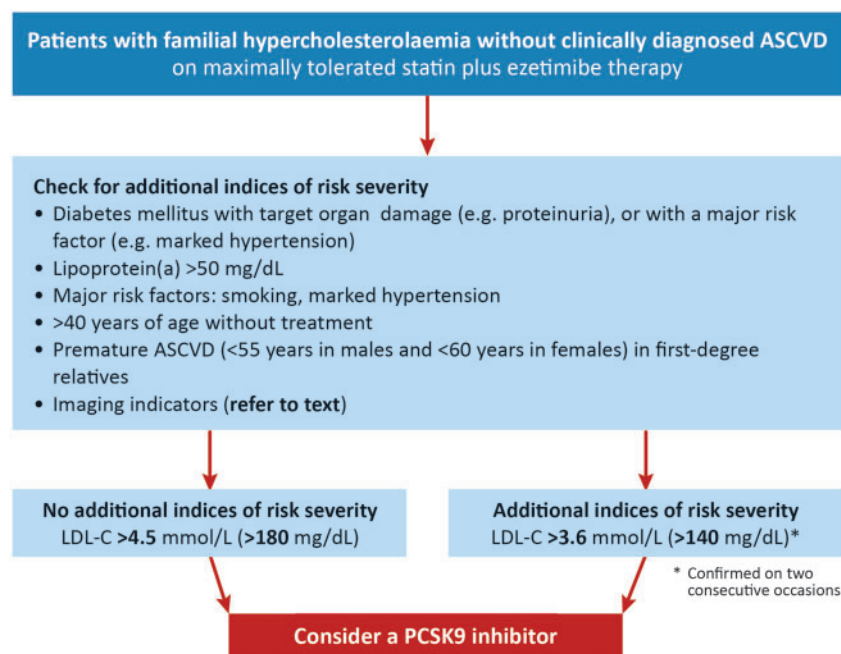 Patients with familial hypercholesterolaemia without clinically diagnosed ASCVD
on maximally tolerated statin plus ezetimibe therapy
Check for additional indices of risk severity
• Diabetes mellitus with target organ damage (e.g. proteinuria), or with a major risk
factor (e.g. marked hypertension)
• Lipoprotein(a) >50 mg/dL
• Major risk factors: smoking, marked hypertension
• >40 years of age without treatment
• Premature ASCVD (<55 years in males and <60 years in females) in first-degree
relatives
• Imaging indicators (refer to text)
No additional indices of risk severity
LDL-C >4.5 mmol/L (>180 mg/dL)
Additional indices of risk severity
LDL-C >3.6 mmol/L (>140 mg/dL)*
* Confirmed on two
consecutive occasions
Consider a PCSK9 inhibitor